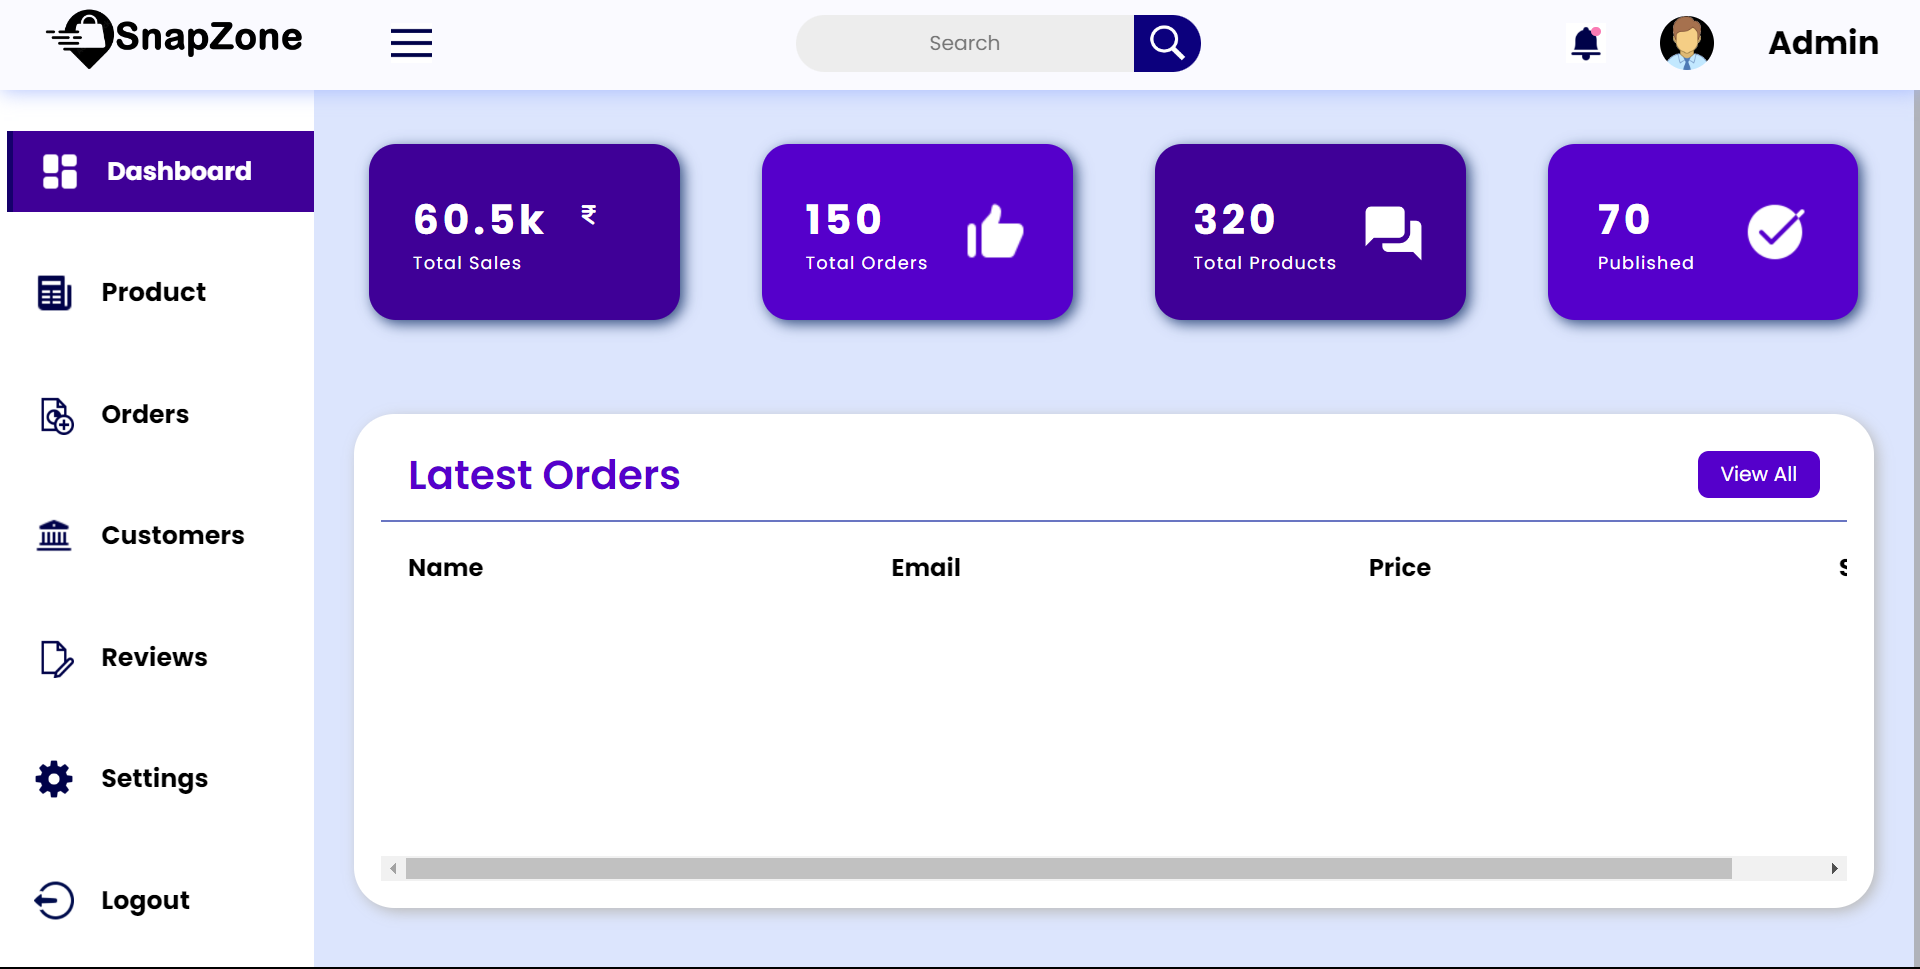 SnapZone
Search
Admin
Dashboard
Product
Orders
Customers
Reviews
Settings
Logout
60.5k ₹
Total Sales
150
Total Orders
320
Total Products
70
Published
Latest Orders
View All
Name Email Price